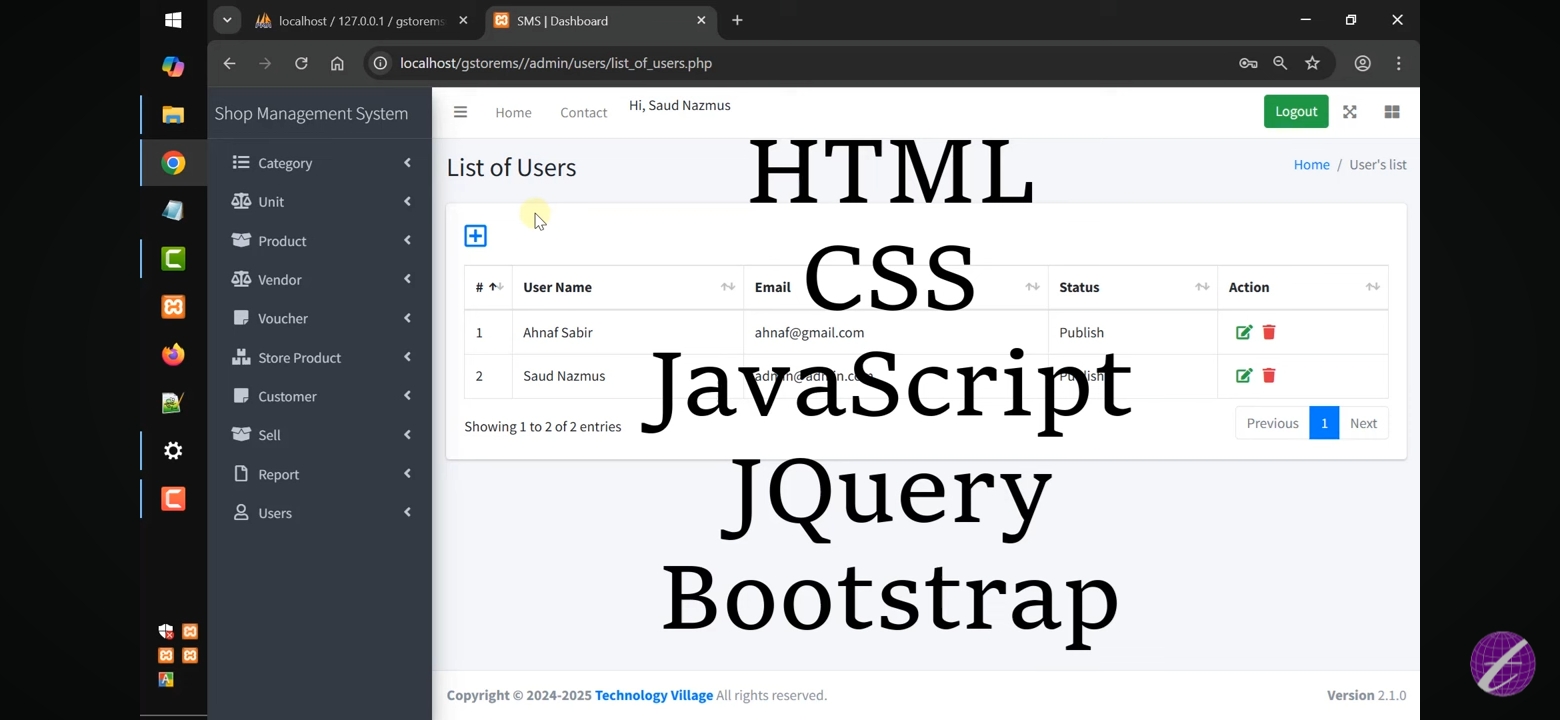 localhost / 127.0.0.1 / gstorems
SMS | Dashboard
localhost/gstorems//admin/users/list_of_users.php
Shop Management System
Home
Contact
Hi, Saud Nazmus
Logout
Category
Unit
Product
Vendor
Voucher
Store Product
Customer
Sell
Report
Users
List of Users
Home / User's list
# User Name Email Status Action
1 Ahnaf Sabir ahnaf@gmail.com Publish
2 Saud Nazmus admin@admin.com Publish
Showing 1 to 2 of 2 entries
Previous 1 Next
HTML
CSS
JavaScript
JQuery
Bootstrap
Copyright © 2024-2025 Technology Village All rights reserved.
Version 2.1.0